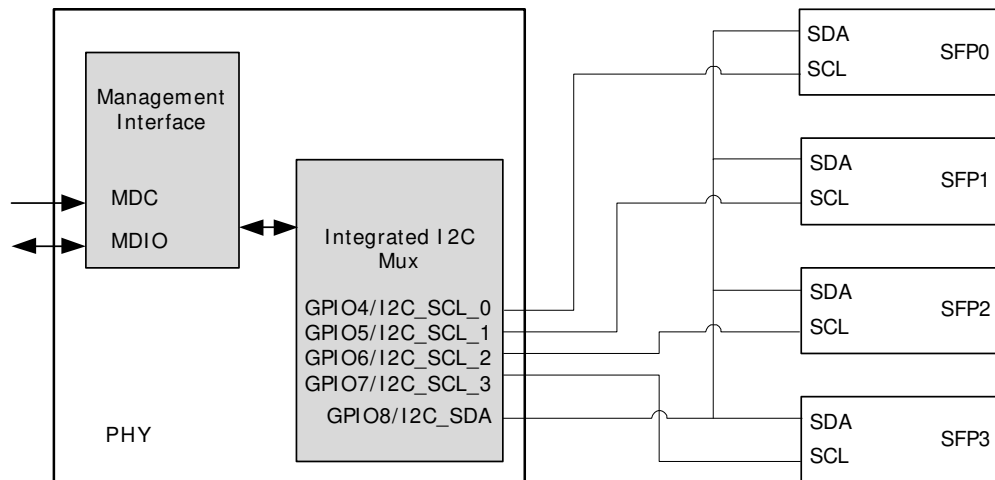 Management
Interface
MDC
MDIO
Integrated I2C
Mux
GPIO4/I2C_SCL_0
GPIO5/I2C_SCL_1
GPIO6/I2C_SCL_2
GPIO7/I2C_SCL_3
GPIO8/I2C_SDA
PHY
SDA
SCL
SFP0
SDA
SCL
SFP1
SDA
SCL
SFP2
SDA
SCL
SFP3